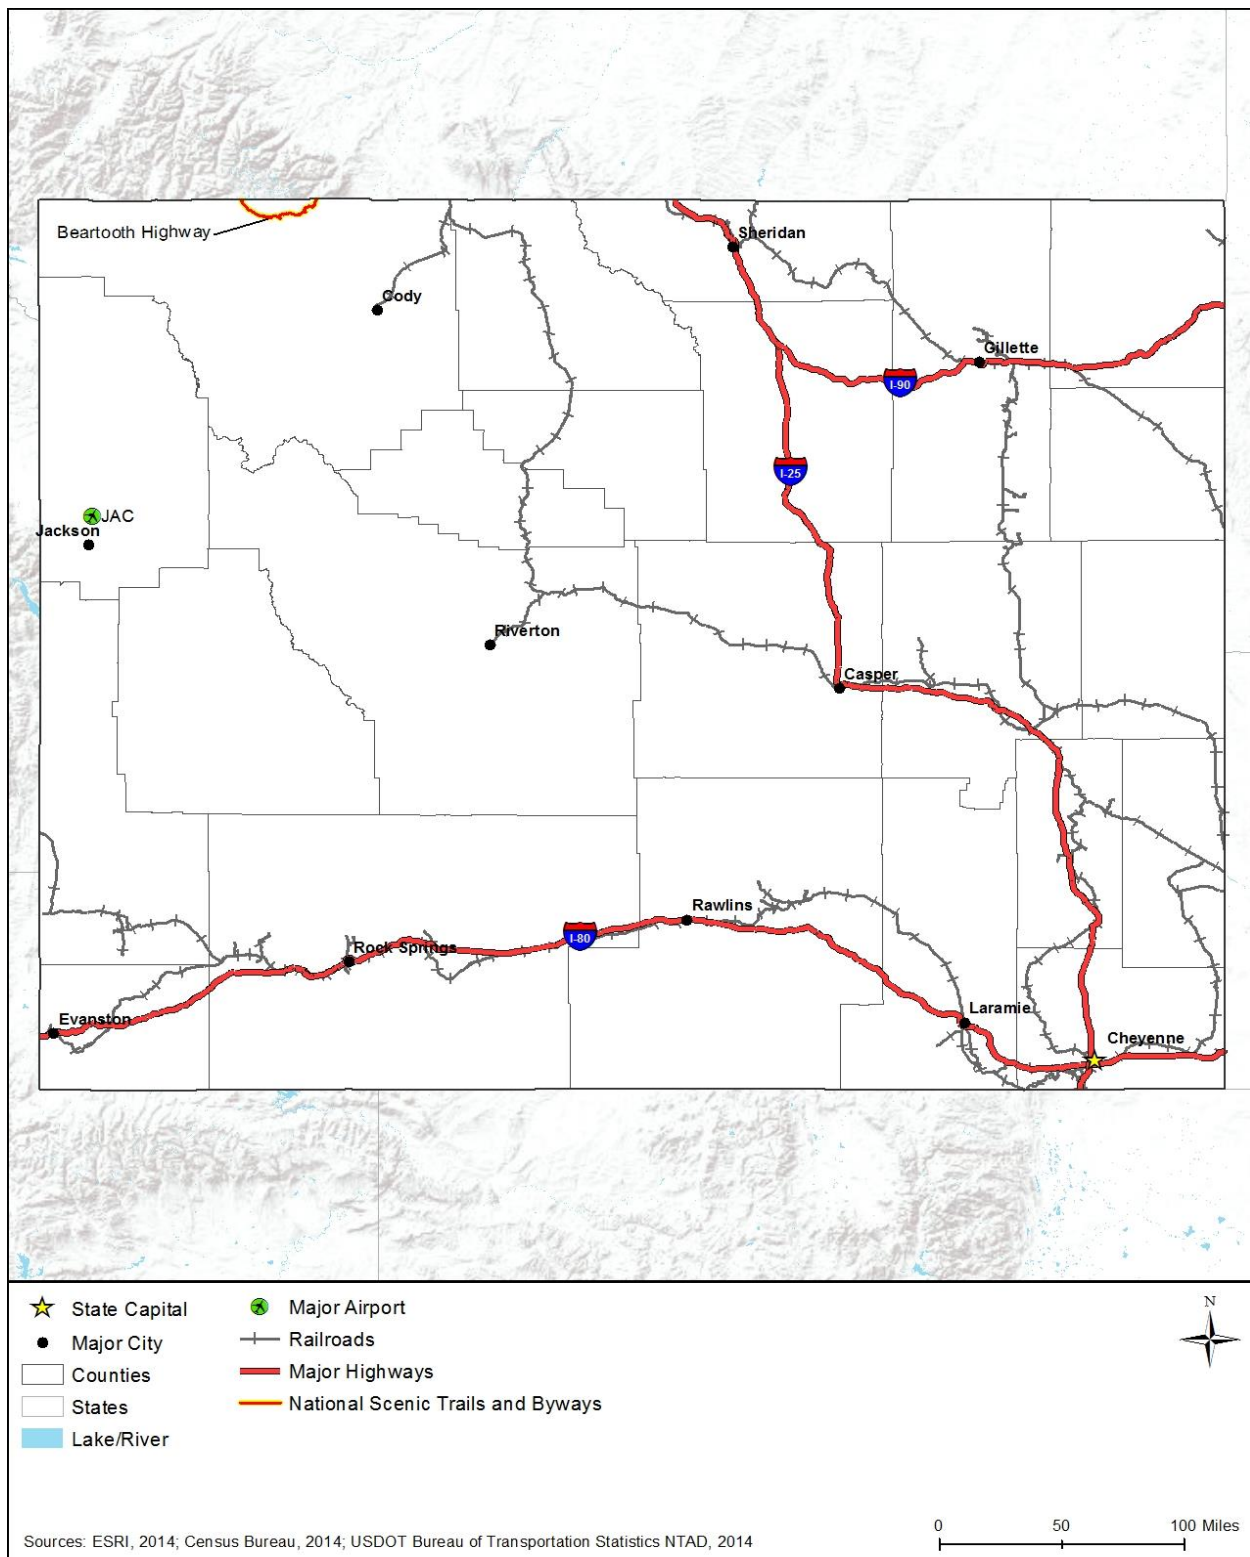 Beartooth Highway
Sheridan
Cody
Gillette
I-90
I-25
JAC
Jackson
Riverton
Casper
Rawlins
I-80
Rock Springs
Evanston
Laramie
Cheyenne
State Capital
Major City
Counties
States
Lake/River
Major Airport
Railroads
Major Highways
National Scenic Trails and Byways
N
0 50 100 Miles
Sources: ESRI, 2014; Census Bureau, 2014; USDOT Bureau of Transportation Statistics NTAD, 2014